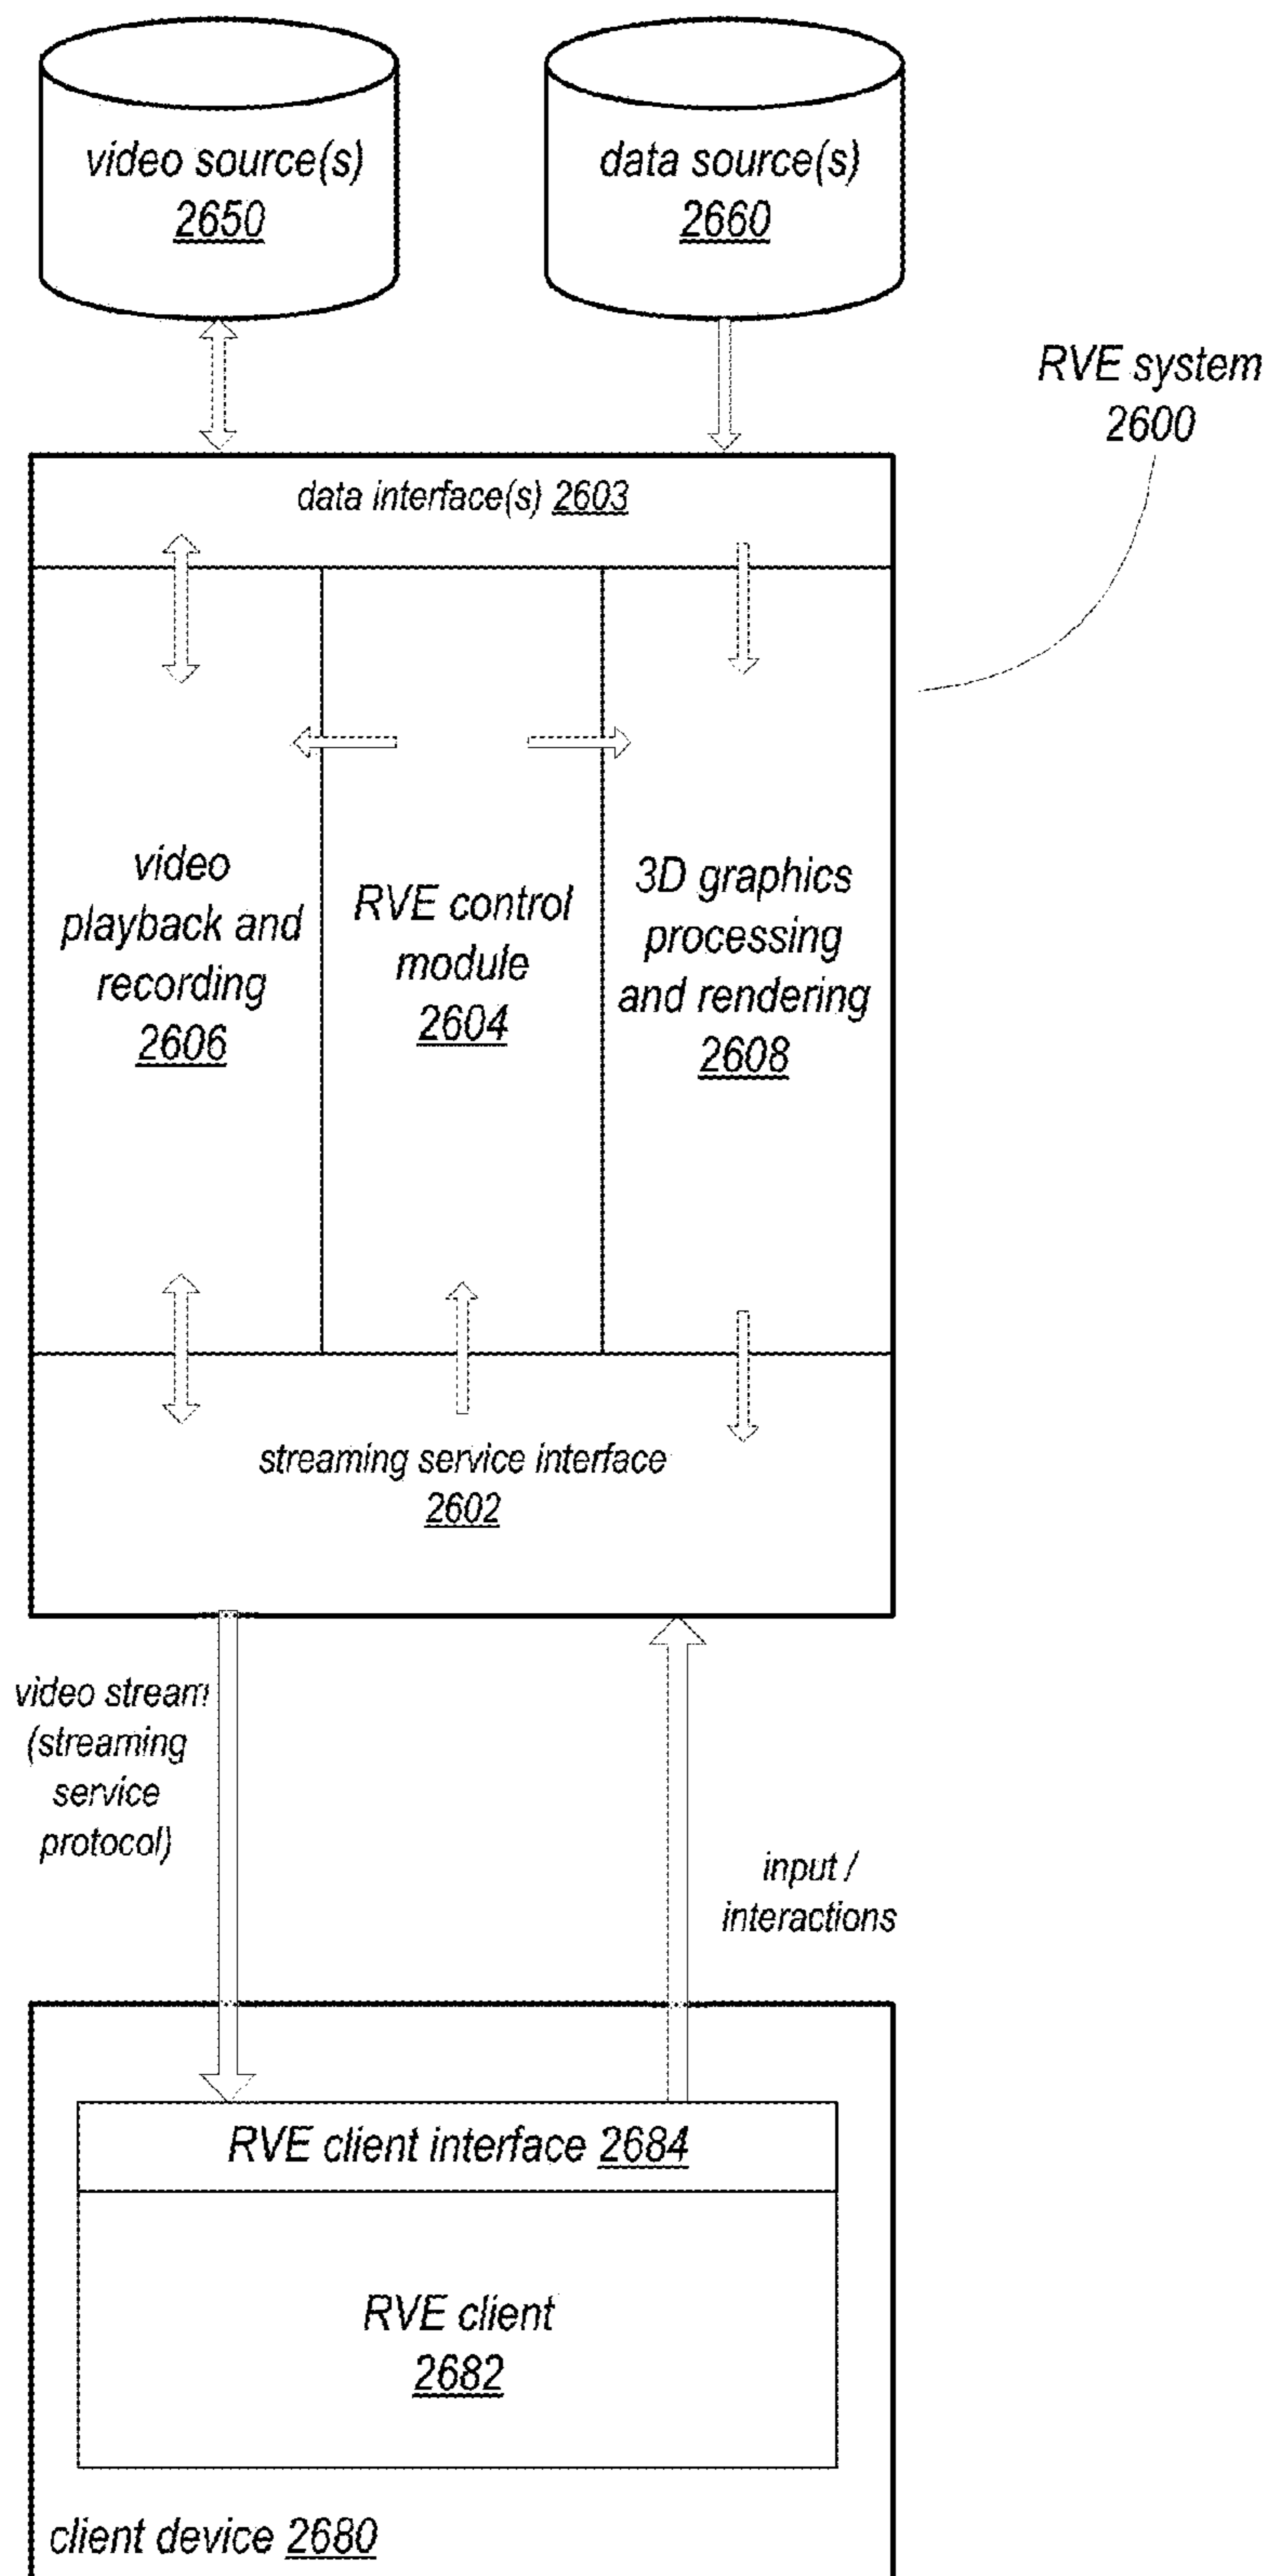 video source(s)
2650
data source(s)
2660
RVE system
2600
data interface(s) 2603
video
playback and
recording
2606
RVE control
module
2604
3D graphics
processing
and rendering
2608
streaming service interface
2602
video stream
(streaming
service
protocol)
input /
interactions
RVE client interface 2684
RVE client
2682
client device 2680